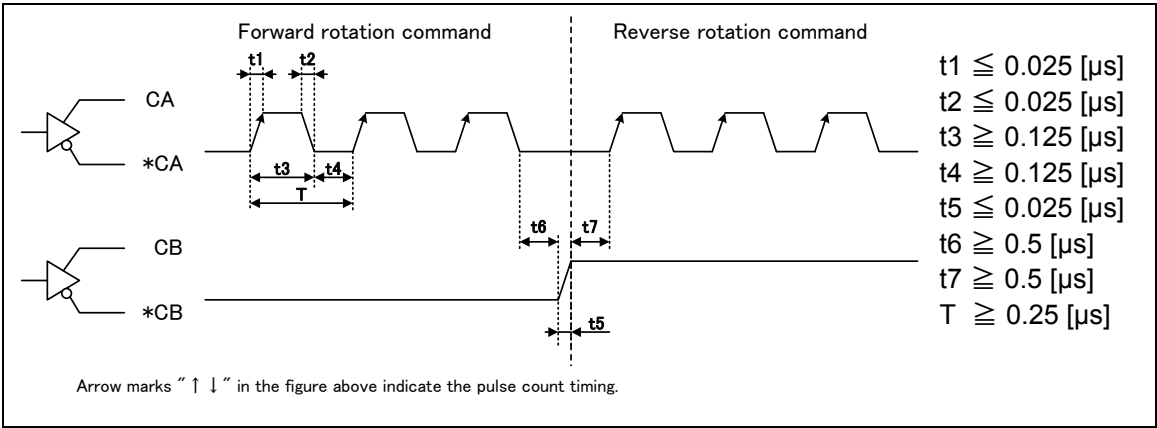 Forward rotation command
Reverse rotation command
t1
t2
CA
*CA
t3
t4
T
t6
t7
CB
*CB
t5
t1 ≦ 0.025 [µs]
t2 ≦ 0.025 [µs]
t3 ≧ 0.125 [µs]
t4 ≧ 0.125 [µs]
t5 ≦ 0.025 [µs]
t6 ≧ 0.5 [µs]
t7 ≧ 0.5 [µs]
T ≧ 0.25 [µs]
Arrow marks ″↑ ↓″ in the figure above indicate the pulse count timing.